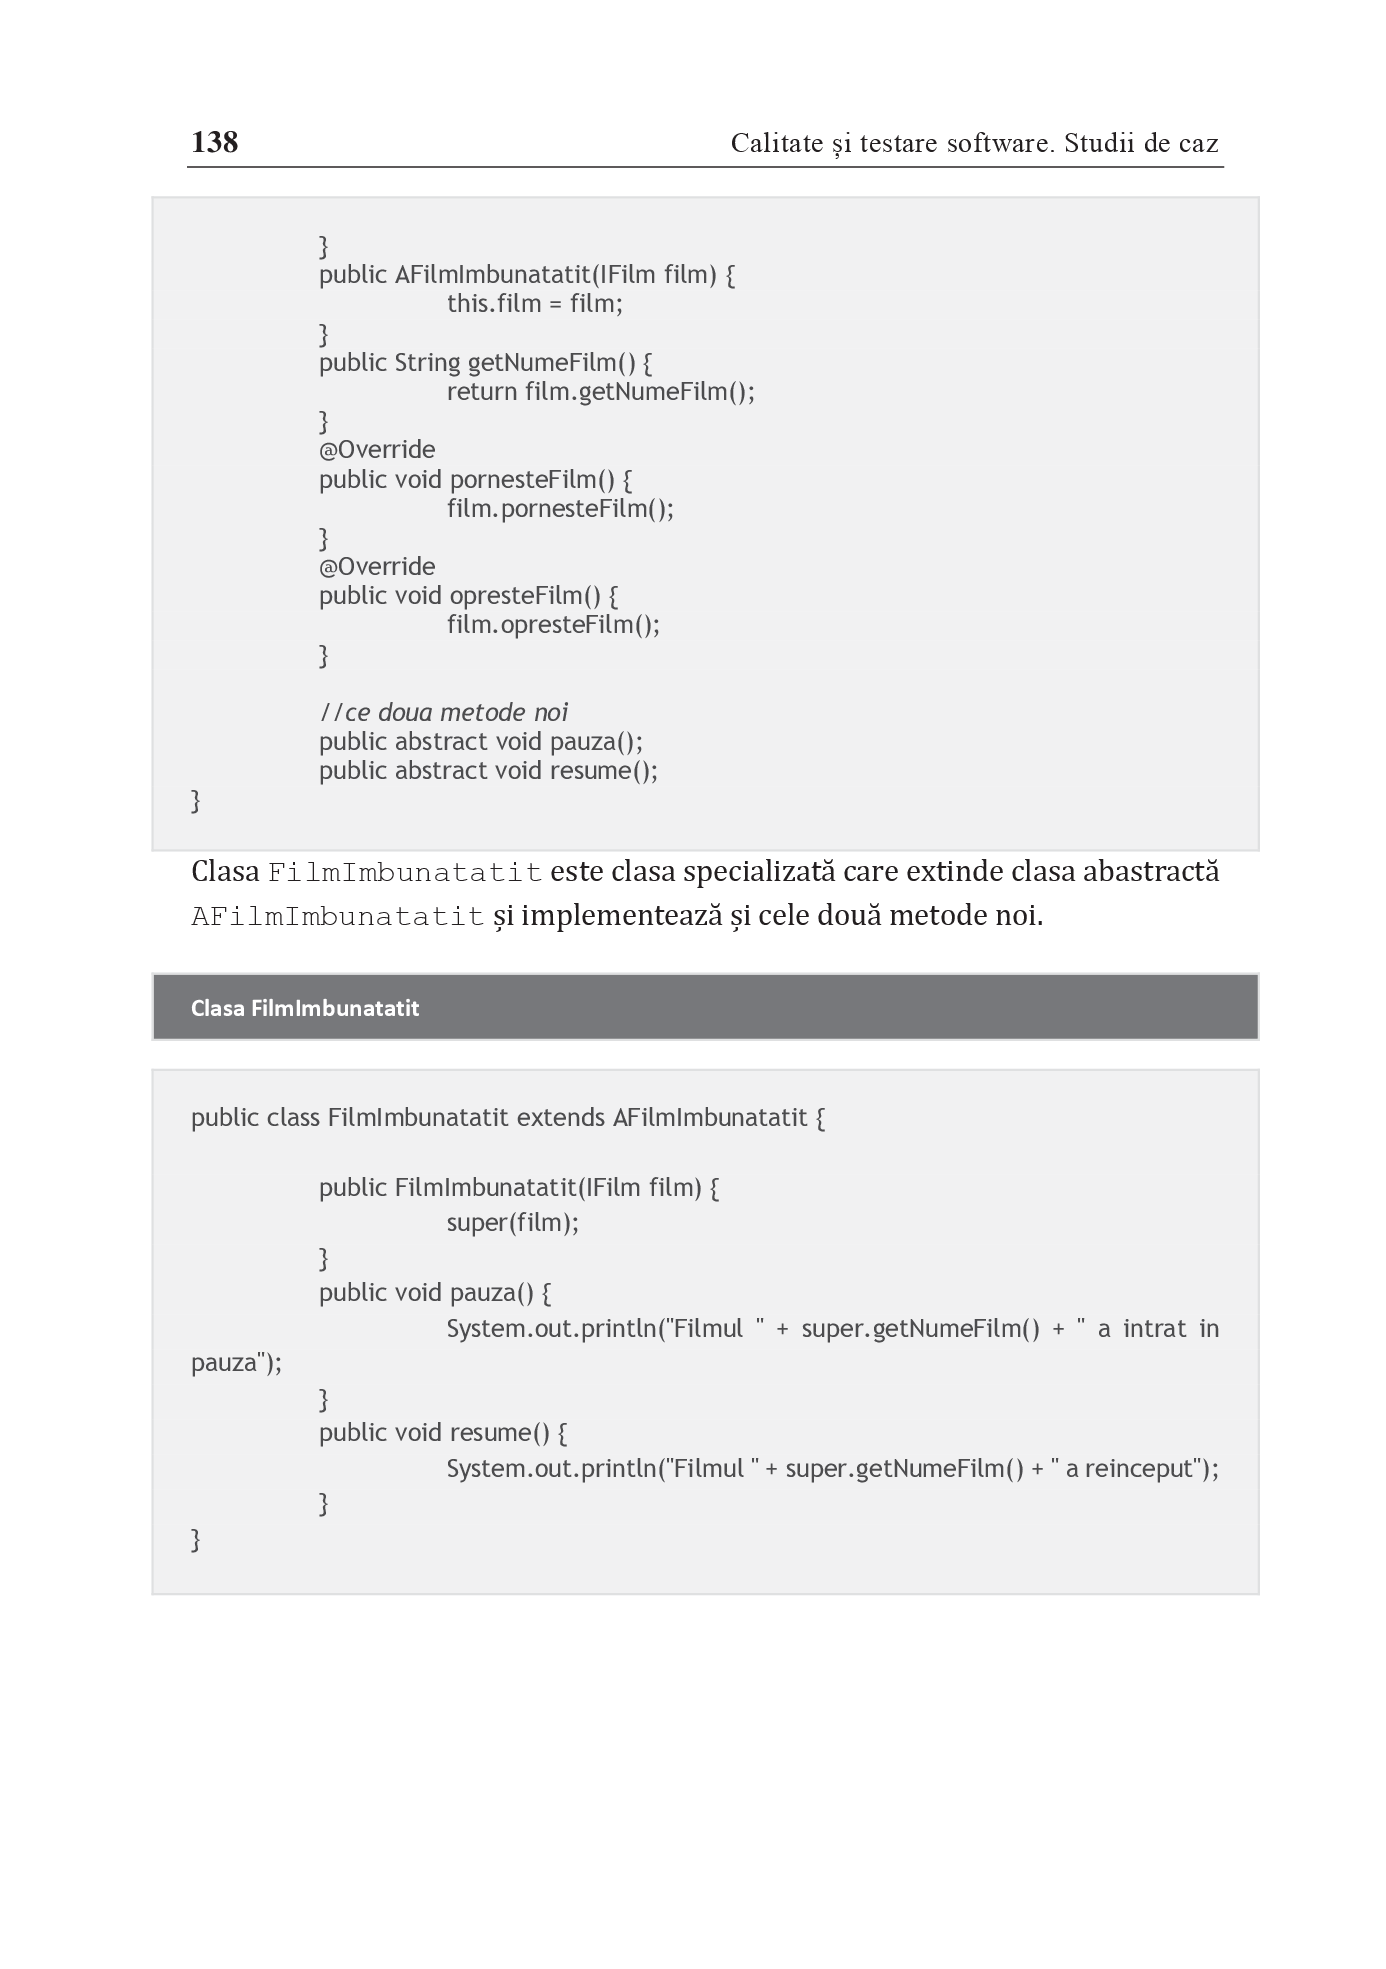 138 Calitate și testare software. Studii de caz
}
public AFilmImbunatatit(IFilm film) {
this.film = film;
}
public String getNumeFilm() {
return film.getNumeFilm();
}
@Override
public void pornesteFilm() {
film.pornesteFilm();
}
@Override
public void opresteFilm() {
film.opresteFilm();
}
//ce doua metode noi
public abstract void pauza();
public abstract void resume();
}
Clasa FilmImbunatatit este clasa specializată care extinde clasa abastractă
AFilmImbunatatit și implementează și cele două metode noi.
Clasa FilmImbunatatit
public class FilmImbunatatit extends AFilmImbunatatit {
public FilmImbunatatit(IFilm film) {
super(film);
}
public void pauza() {
System.out.println("Filmul " + super.getNumeFilm() + " a intrat in
pauza");
}
public void resume() {
System.out.println("Filmul " + super.getNumeFilm() + " a reinceput");
}
}